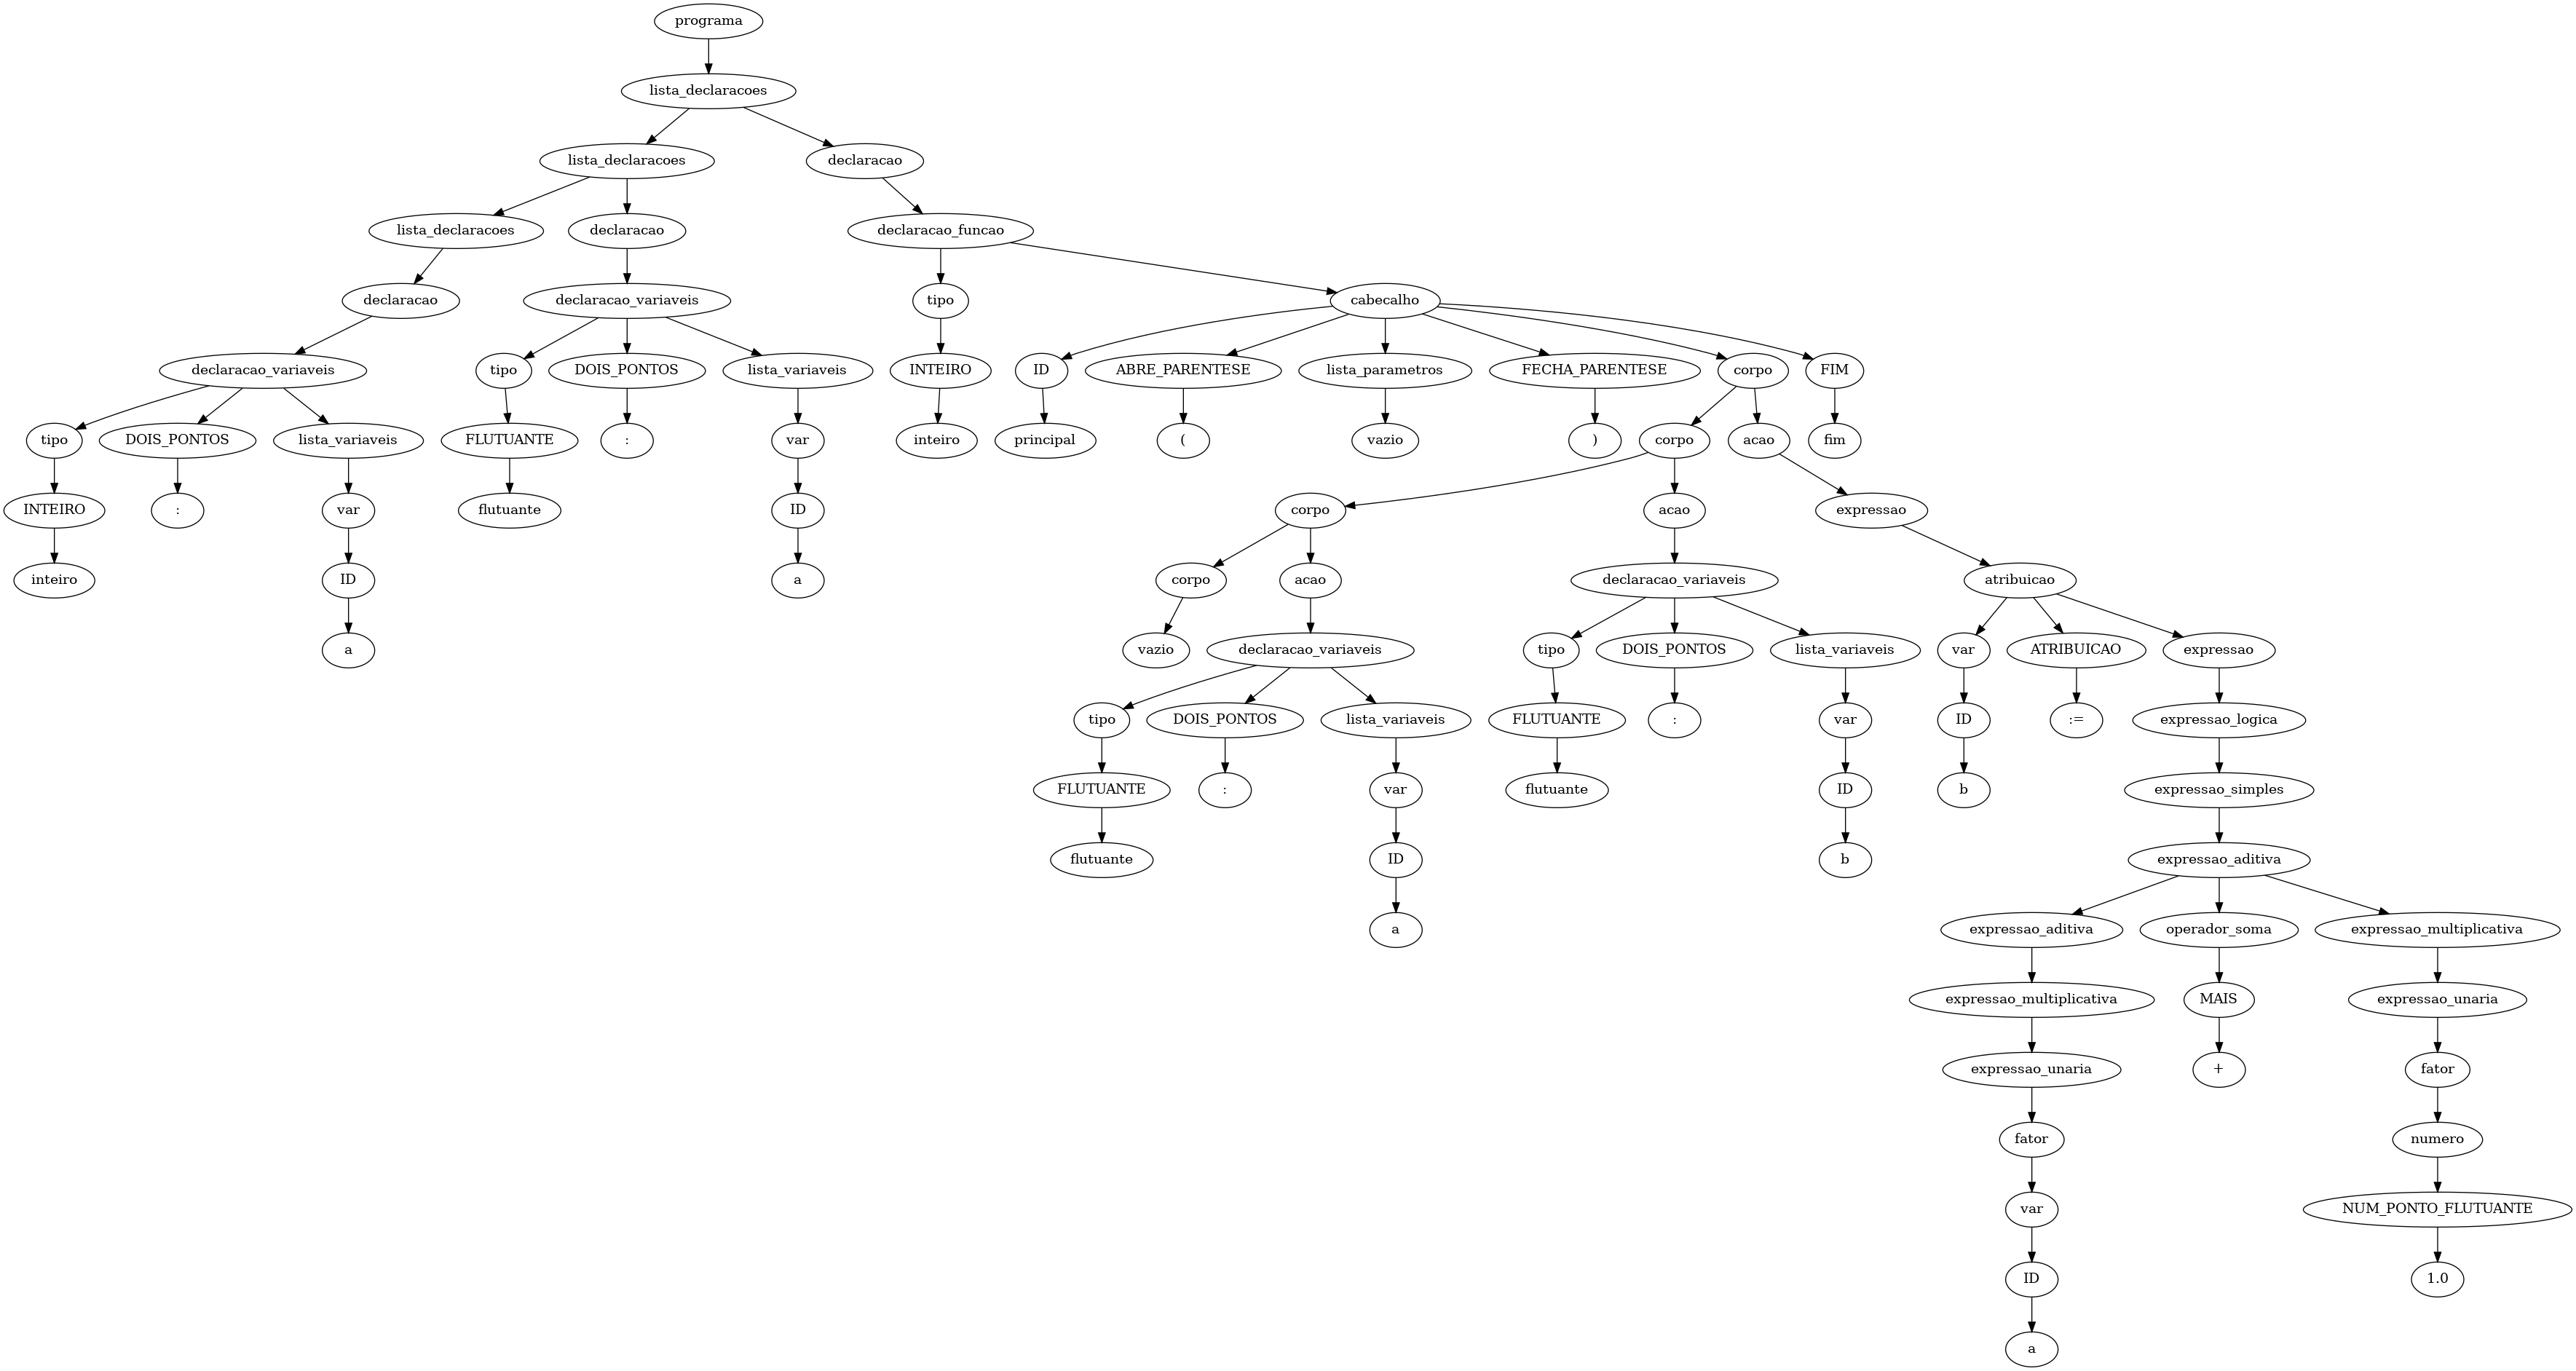 programa
lista_declaracoes
lista_declaracoes declaracao
lista_declaracoes declaracao declaracao_funcao
declaracao declaracao_variaveis tipo cabecalho
declaracao_variaveis tipo DOIS_PONTOS lista_variaveis INTEIRO ID ABRE_PARENTESE lista_parametros FECHA_PARENTESE corpo FIM
tipo DOIS_PONTOS lista_variaveis FLUTUANTE : var inteiro principal ( vazio ) corpo acao fim
INTEIRO : var flutuante ID corpo acao expressao
inteiro ID a corpo acao declaracao_variaveis atribuicao
a vazio declaracao_variaveis tipo DOIS_PONTOS lista_variaveis var ATRIBUICAO expressao
tipo DOIS_PONTOS lista_variaveis FLUTUANTE : var ID := expressao_logica
FLUTUANTE : var flutuante ID b expressao_simples
flutuante ID b expressao_aditiva
a expressao_aditiva operador_soma expressao_multiplicativa
expressao_multiplicativa MAIS expressao_unaria
expressao_unaria + fator
fator numero
var NUM_PONTO_FLUTUANTE
ID 1.0
a